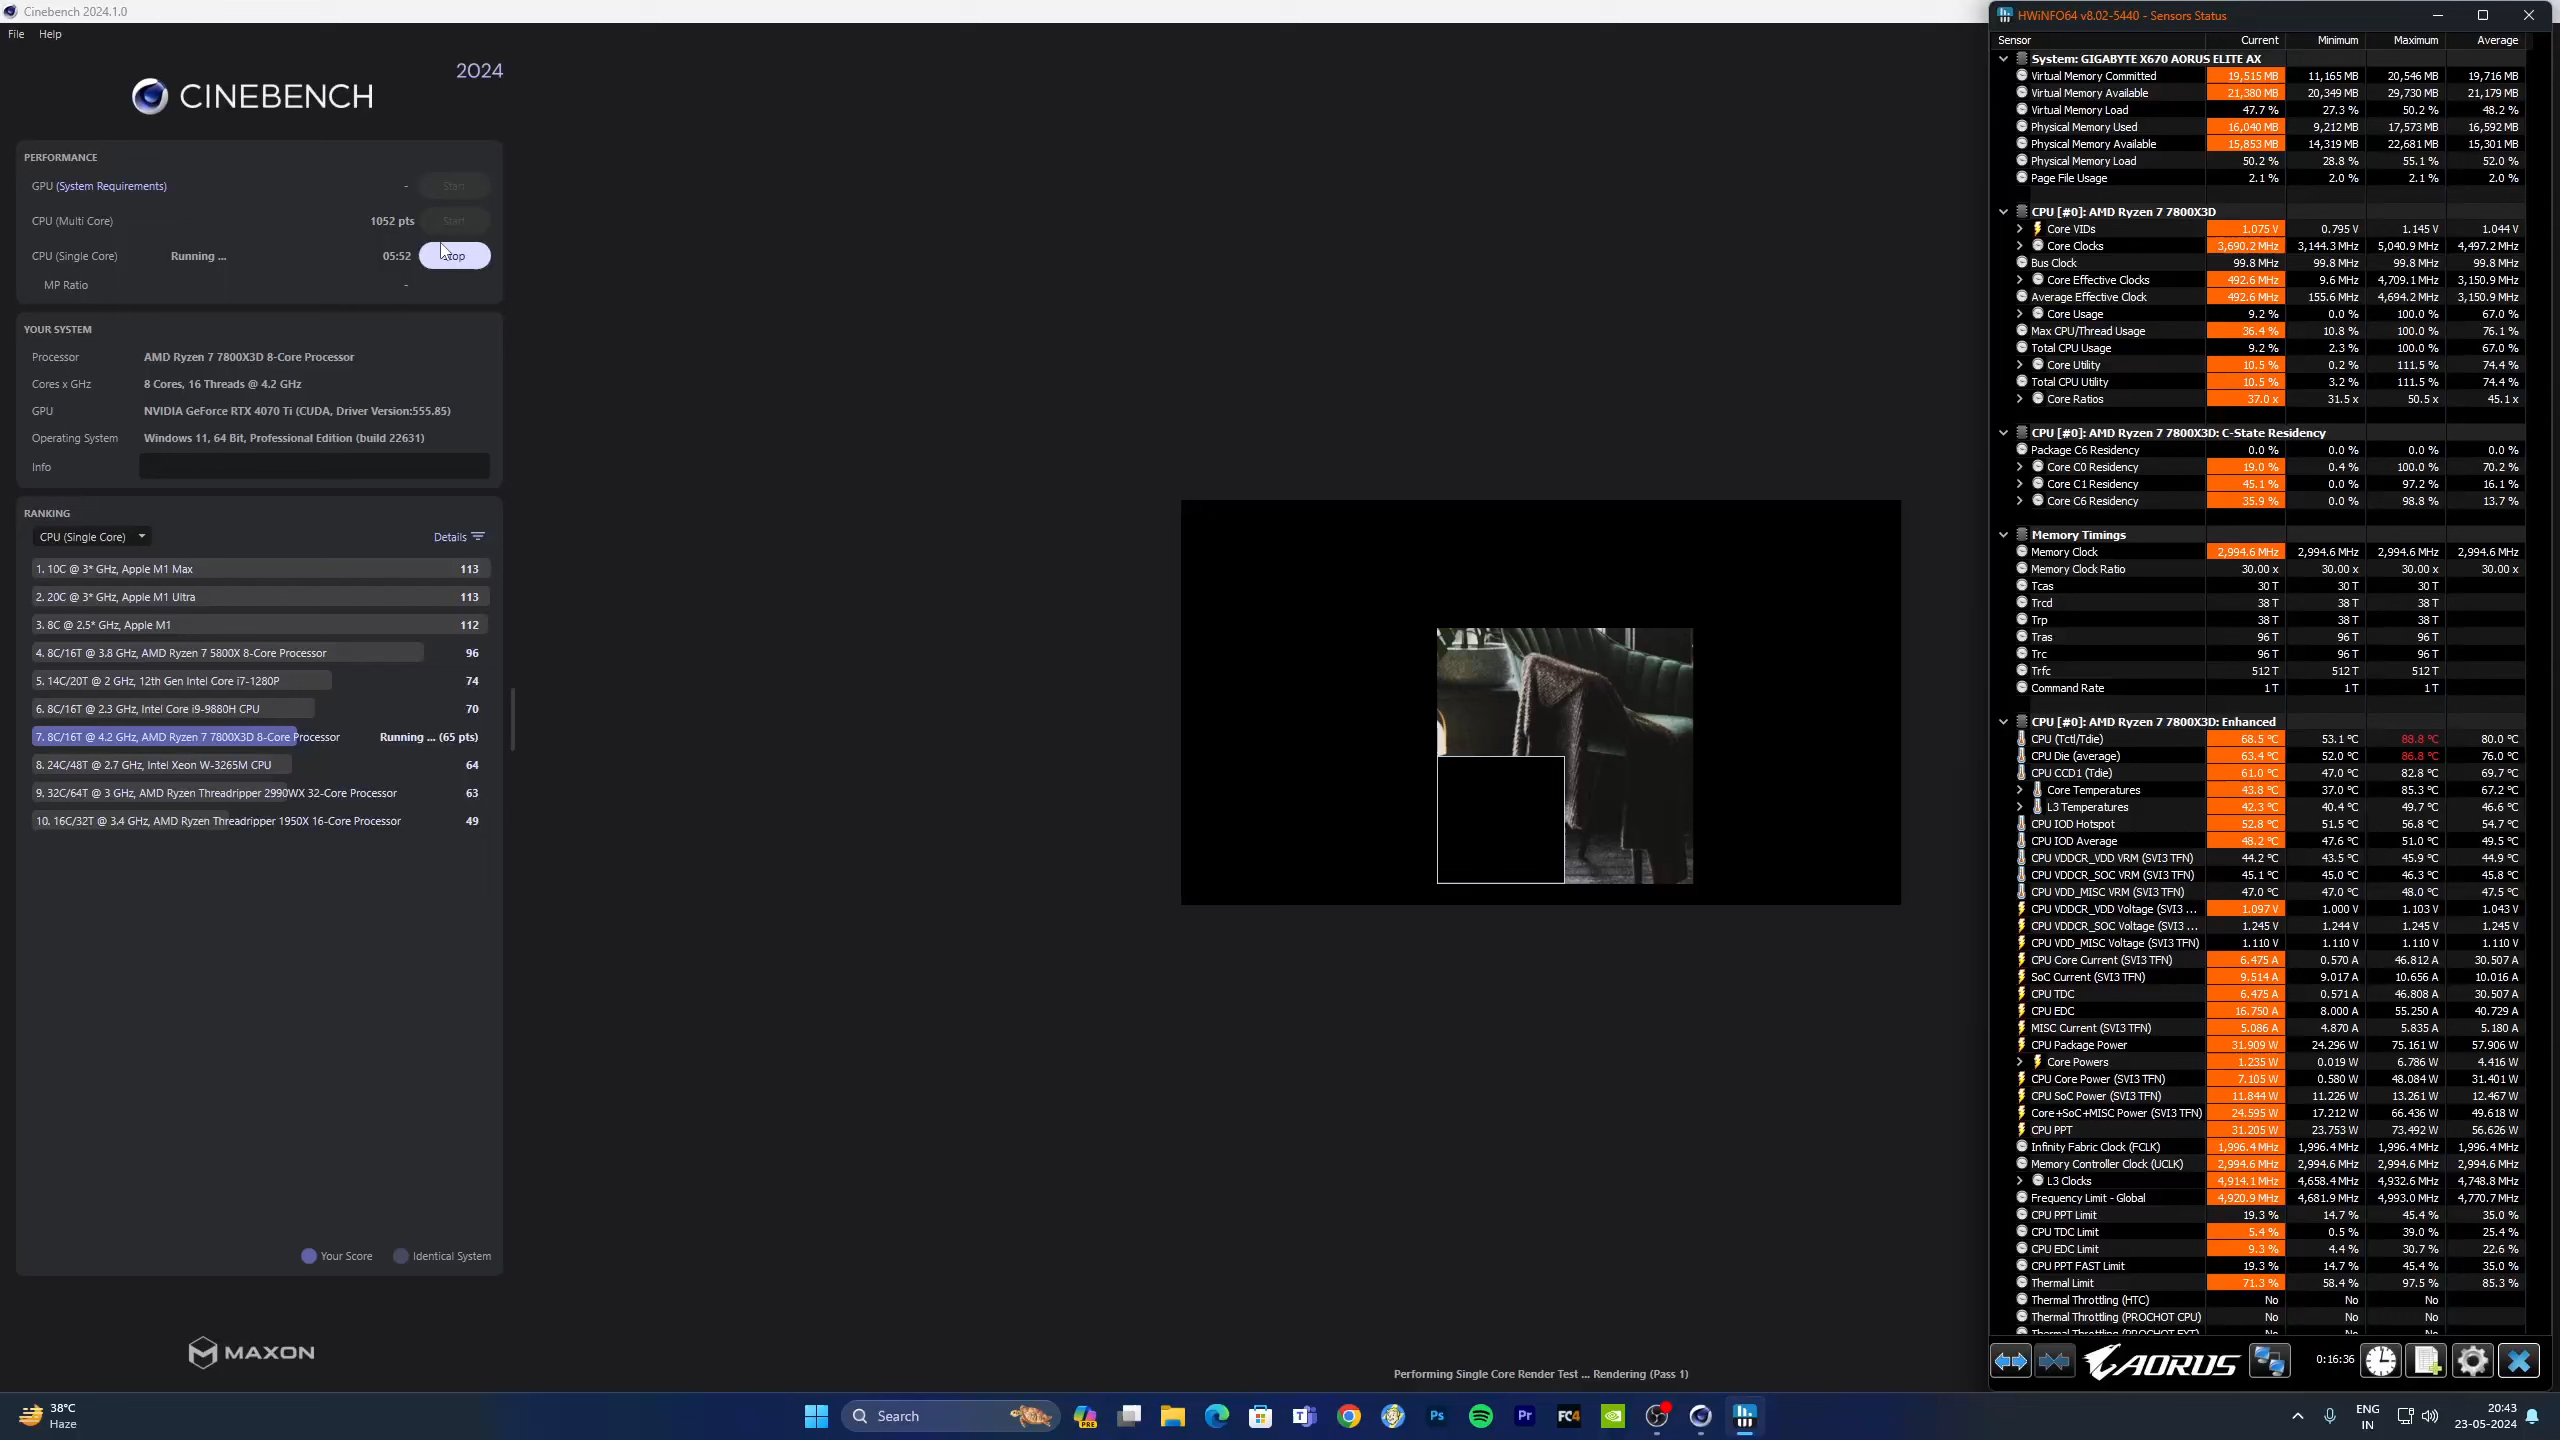 Cinebench 2024.1.0
File Help
2024
CINEBENCH
PERFORMANCE
GPU (System Requirements) - Start
CPU (Multi Core) 1052 pts Start
CPU (Single Core) Running ... 05:52 op
MP Ratio -
YOUR SYSTEM
Processor AMD Ryzen 7 7800X3D 8-Core Processor
Cores x GHz 8 Cores, 16 Threads @ 4.2 GHz
GPU NVIDIA GeForce RTX 4070 Ti (CUDA, Driver Version:555.85)
Operating System Windows 11, 64 Bit, Professional Edition (build 22631)
Info
RANKING
CPU (Single Core) Details
1. 10C @ 3* GHz, Apple M1 Max 113
2. 20C @ 3* GHz, Apple M1 Ultra 113
3. 8C @ 2.5* GHz, Apple M1 112
4. 8C/16T @ 3.8 GHz, AMD Ryzen 7 5800X 8-Core Processor 96
5. 14C/20T @ 2 GHz, 12th Gen Intel Core i7-1280P 74
6. 8C/16T @ 2.3 GHz, Intel Core i9-9880H CPU 70
7. 8C/16T @ 4.2 GHz, AMD Ryzen 7 7800X3D 8-Core Processor Running ... (65 pts)
8. 24C/48T @ 2.7 GHz, Intel Xeon W-3265M CPU 64
9. 32C/64T @ 3 GHz, AMD Ryzen Threadripper 2990WX 32-Core Processor 63
10. 16C/32T @ 3.4 GHz, AMD Ryzen Threadripper 1950X 16-Core Processor 49
Your Score Identical System
MAXON
Performing Single Core Render Test ... Rendering (Pass 1)
HWiNFO64 v8.02-5440 - Sensors Status
Sensor Current Minimum Maximum Average
System: GIGABYTE X670 AORUS ELITE AX
Virtual Memory Committed 19,515 MB 11,165 MB 20,546 MB 19,716 MB
Virtual Memory Available 21,380 MB 20,349 MB 29,730 MB 21,179 MB
Virtual Memory Load 47.7 % 27.3 % 50.2 % 48.2 %
Physical Memory Used 16,040 MB 9,212 MB 17,573 MB 16,592 MB
Physical Memory Available 15,853 MB 14,319 MB 22,681 MB 15,301 MB
Physical Memory Load 50.2 % 28.8 % 55.1 % 52.0 %
Page File Usage 2.1 % 2.0 % 2.1 % 2.0 %
CPU [#0]: AMD Ryzen 7 7800X3D
Core VIDs 1.075 V 0.795 V 1.145 V 1.044 V
Core Clocks 3,690.2 MHz 3,144.3 MHz 5,040.9 MHz 4,497.2 MHz
Bus Clock 99.8 MHz 99.8 MHz 99.8 MHz 99.8 MHz
Core Effective Clocks 492.6 MHz 9.6 MHz 4,709.1 MHz 3,150.9 MHz
Average Effective Clock 492.6 MHz 155.6 MHz 4,694.2 MHz 3,150.9 MHz
Core Usage 9.2 % 0.0 % 100.0 % 67.0 %
Max CPU/Thread Usage 36.4 % 10.8 % 100.0 % 76.1 %
Total CPU Usage 9.2 % 2.3 % 100.0 % 67.0 %
Core Utility 10.5 % 0.2 % 111.5 % 74.4 %
Total CPU Utility 10.5 % 3.2 % 111.5 % 74.4 %
Core Ratios 37.0 x 31.5 x 50.5 x 45.1 x
CPU [#0]: AMD Ryzen 7 7800X3D: C-State Residency
Package C6 Residency 0.0 % 0.0 % 0.0 % 0.0 %
Core C0 Residency 19.0 % 0.4 % 100.0 % 70.2 %
Core C1 Residency 45.1 % 0.0 % 97.2 % 16.1 %
Core C6 Residency 35.9 % 0.0 % 98.8 % 13.7 %
Memory Timings
Memory Clock 2,994.6 MHz 2,994.6 MHz 2,994.6 MHz 2,994.6 MHz
Memory Clock Ratio 30.00 x 30.00 x 30.00 x 30.00 x
Tcas 30 T 30 T 30 T
Trcd 38 T 38 T 38 T
Trp 38 T 38 T 38 T
Tras 96 T 96 T 96 T
Trc 96 T 96 T 96 T
Trfc 512 T 512 T 512 T
Command Rate 1 T 1 T 1 T
CPU [#0]: AMD Ryzen 7 7800X3D: Enhanced
CPU (Tctl/Tdie) 68.5 °C 53.1 °C 88.8 °C 80.0 °C
CPU Die (average) 63.4 °C 52.0 °C 86.8 °C 76.0 °C
CPU CCD1 (Tdie) 61.0 °C 47.0 °C 82.8 °C 69.7 °C
Core Temperatures 43.8 °C 37.0 °C 85.3 °C 67.2 °C
L3 Temperatures 42.3 °C 40.4 °C 49.7 °C 46.6 °C
CPU IOD Hotspot 52.8 °C 51.5 °C 56.8 °C 54.7 °C
CPU IOD Average 48.2 °C 47.6 °C 51.0 °C 49.5 °C
CPU VDDCR_VDD VRM (SVI3 TFN) 44.2 °C 43.5 °C 45.9 °C 44.9 °C
CPU VDDCR_SOC VRM (SVI3 TFN) 45.1 °C 45.0 °C 46.3 °C 45.8 °C
CPU VDD_MISC VRM (SVI3 TFN) 47.0 °C 47.0 °C 48.0 °C 47.5 °C
CPU VDDCR_VDD Voltage (SVI3 ... 1.097 V 1.000 V 1.103 V 1.043 V
CPU VDDCR_SOC Voltage (SVI3 ... 1.245 V 1.244 V 1.245 V 1.245 V
CPU VDD_MISC Voltage (SVI3 TFN) 1.110 V 1.110 V 1.110 V 1.110 V
CPU Core Current (SVI3 TFN) 6.475 A 0.570 A 46.812 A 30.507 A
SoC Current (SVI3 TFN) 9.514 A 9.017 A 10.656 A 10.016 A
CPU TDC 6.475 A 0.571 A 46.808 A 30.507 A
CPU EDC 16.750 A 8.000 A 55.250 A 40.729 A
MISC Current (SVI3 TFN) 5.086 A 4.870 A 5.835 A 5.180 A
CPU Package Power 31.909 W 24.296 W 75.161 W 57.906 W
Core Powers 1.235 W 0.019 W 6.786 W 4.416 W
CPU Core Power (SVI3 TFN) 7.105 W 0.580 W 48.084 W 31.401 W
CPU SoC Power (SVI3 TFN) 11.844 W 11.226 W 13.261 W 12.467 W
Core+SoC+MISC Power (SVI3 TFN) 24.595 W 17.212 W 66.436 W 49.618 W
CPU PPT 31.205 W 23.753 W 73.492 W 56.626 W
Infinity Fabric Clock (FCLK) 1,996.4 MHz 1,996.4 MHz 1,996.4 MHz 1,996.4 MHz
Memory Controller Clock (UCLK) 2,994.6 MHz 2,994.6 MHz 2,994.6 MHz 2,994.6 MHz
L3 Clocks 4,914.1 MHz 4,658.4 MHz 4,932.6 MHz 4,748.8 MHz
Frequency Limit - Global 4,920.9 MHz 4,681.9 MHz 4,993.0 MHz 4,770.7 MHz
CPU PPT Limit 19.3 % 14.7 % 45.4 % 35.0 %
CPU TDC Limit 5.4 % 0.5 % 39.0 % 25.4 %
CPU EDC Limit 9.3 % 4.4 % 30.7 % 22.6 %
CPU PPT FAST Limit 19.3 % 14.7 % 45.4 % 35.0 %
Thermal Limit 71.3 % 58.4 % 97.5 % 85.3 %
Thermal Throttling (HTC) No No No
Thermal Throttling (PROCHOT CPU) No No No
Thermal Throttling (PROCHOT EXT) No No No
AORUS 0:16:36
38°C
Haze
Search
PRE
Ps
Pr
FC4
ENG
IN
20:43
23-05-2024